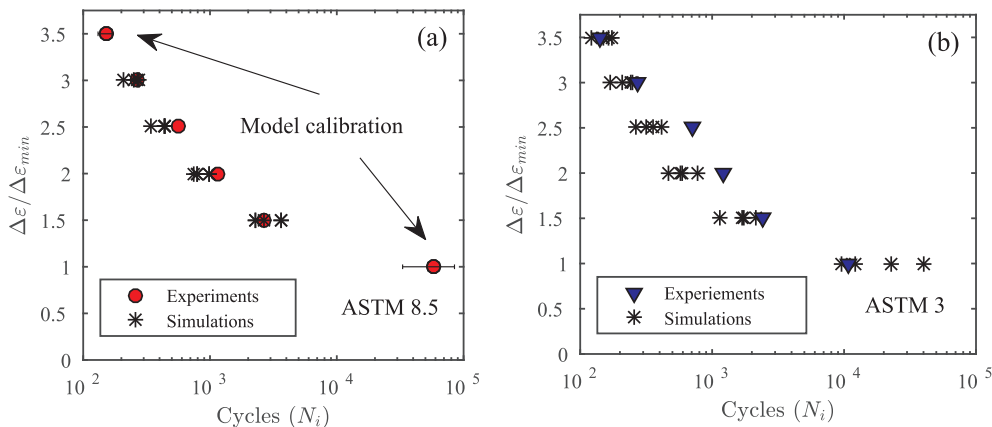 (a)
3.5
3
2.5
2
1.5
1
0.5
0
Δε/Δε_min
Model calibration
Experiments
Simulations
ASTM 8.5
10^2
10^3
10^4
10^5
Cycles (N_i)
(b)
3.5
3
2.5
2
1.5
1
0.5
0
Δε/Δε_min
Experiements
Simulations
ASTM 3
10^2
10^3
10^4
10^5
Cycles (N_i)